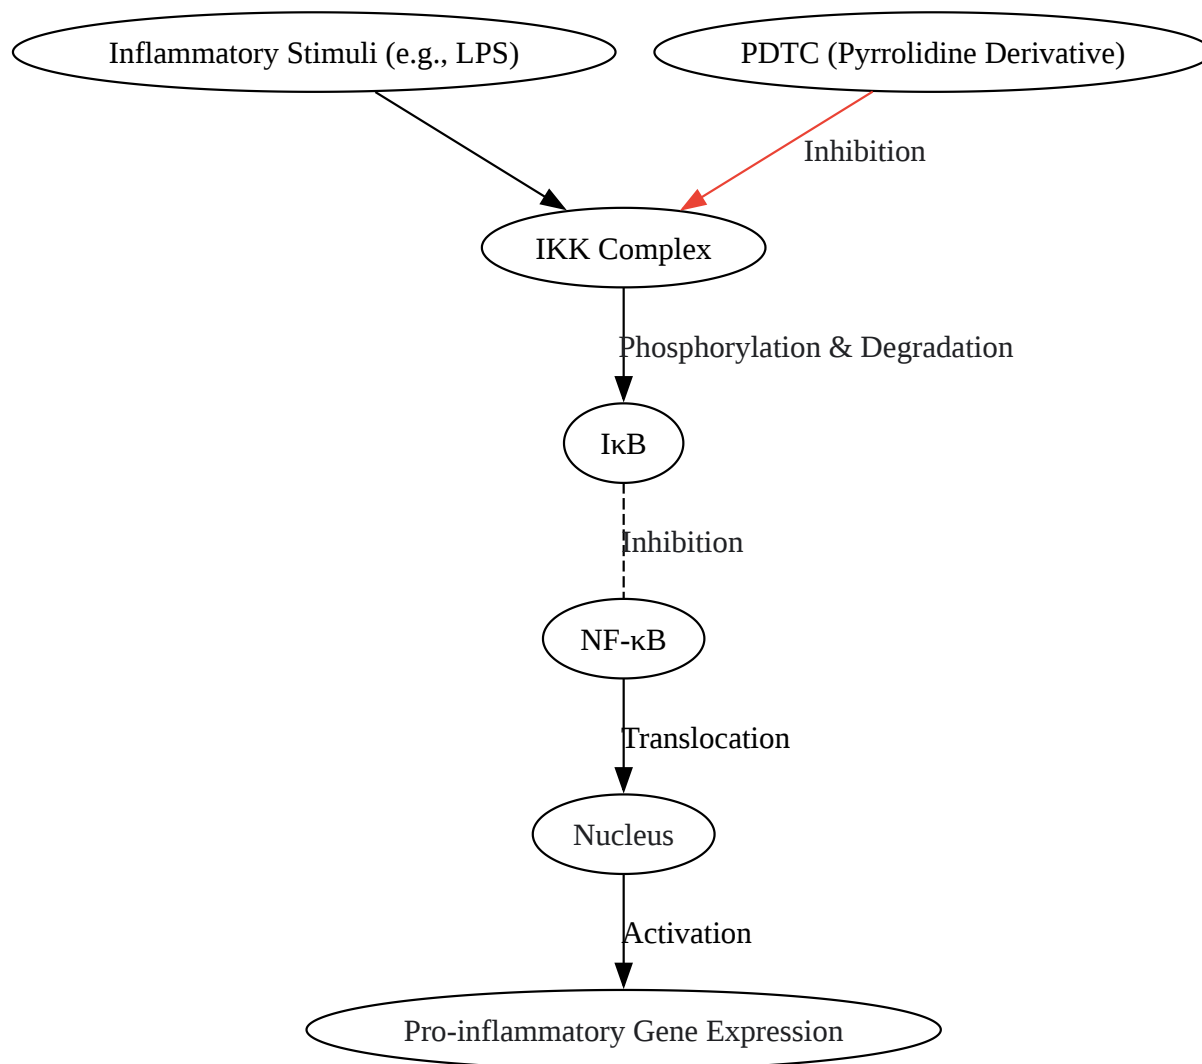 Inflammatory Stimuli (e.g., LPS)
PDTC (Pyrrolidine Derivative)
Inhibition
IKK Complex
Phosphorylation & Degradation
IκB
Inhibition
NF-κB
Translocation
Nucleus
Activation
Pro-inflammatory Gene Expression